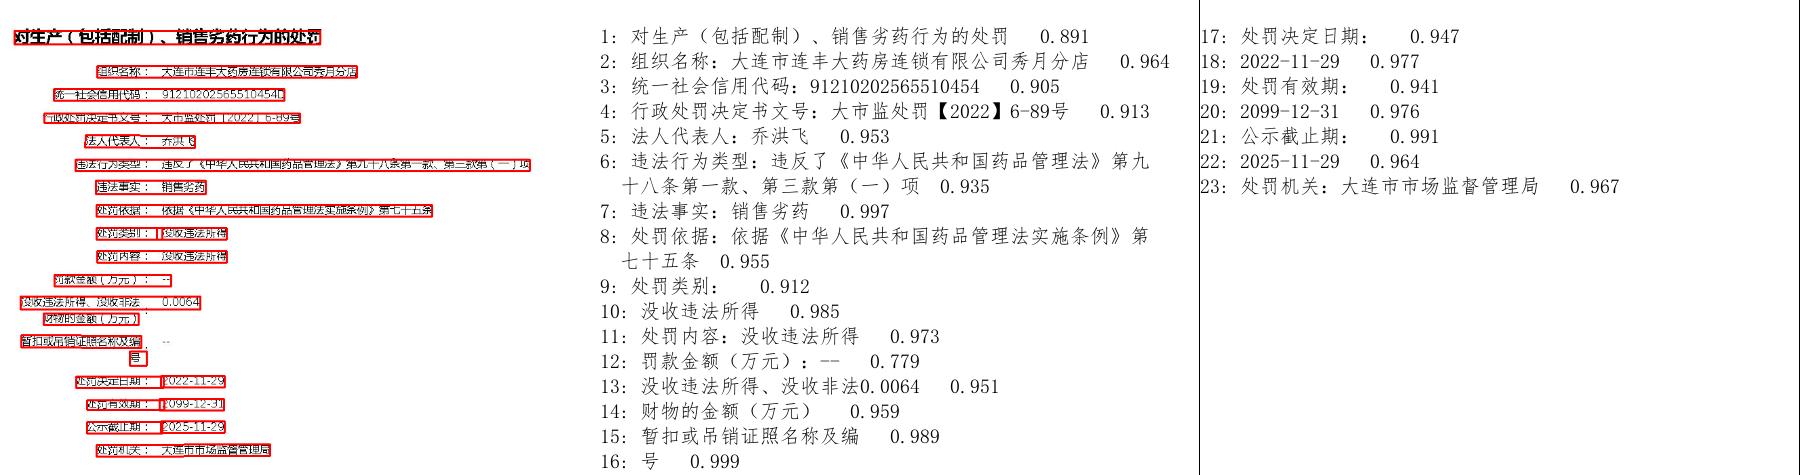 对生产（包括配制）、销售劣药行为的处罚
组织名称： 大连市连丰大药房连锁有限公司秀月分店
统一社会信用代码： 91210202565510454D
行政处罚决定书文号： 大市监处罚〔2022〕6-89号
法人代表人： 乔洪飞
违法行为类型： 违反了《中华人民共和国药品管理法》第九十八条第一款、第三款第（一）项
违法事实： 销售劣药
处罚依据： 依据《中华人民共和国药品管理法实施条例》第七十五条
处罚类别： 没收违法所得
处罚内容： 没收违法所得
罚款金额（万元）： --
没收违法所得、没收非法 0.0064
财物的金额（万元）：
暂扣或吊销证照名称及编 --
号：
处罚决定日期： 2022-11-29
处罚有效期： 2099-12-31
公示截止期： 2025-11-29
处罚机关： 大连市市场监督管理局
1: 对生产（包括配制）、销售劣药行为的处罚 0.891
2: 组织名称：大连市连丰大药房连锁有限公司秀月分店 0.964
3: 统一社会信用代码：91210202565510454 0.905
4: 行政处罚决定书文号：大市监处罚【2022】6-89号 0.913
5: 法人代表人：乔洪飞 0.953
6: 违法行为类型：违反了《中华人民共和国药品管理法》第九
十八条第一款、第三款第（一）项 0.935
7: 违法事实：销售劣药 0.997
8: 处罚依据：依据《中华人民共和国药品管理法实施条例》第
七十五条 0.955
9: 处罚类别： 0.912
10: 没收违法所得 0.985
11: 处罚内容：没收违法所得 0.973
12: 罚款金额（万元）：-- 0.779
13: 没收违法所得、没收非法0.0064 0.951
14: 财物的金额（万元） 0.959
15: 暂扣或吊销证照名称及编 0.989
16: 号 0.999
17: 处罚决定日期： 0.947
18: 2022-11-29 0.977
19: 处罚有效期： 0.941
20: 2099-12-31 0.976
21: 公示截止期： 0.991
22: 2025-11-29 0.964
23: 处罚机关：大连市市场监督管理局 0.967